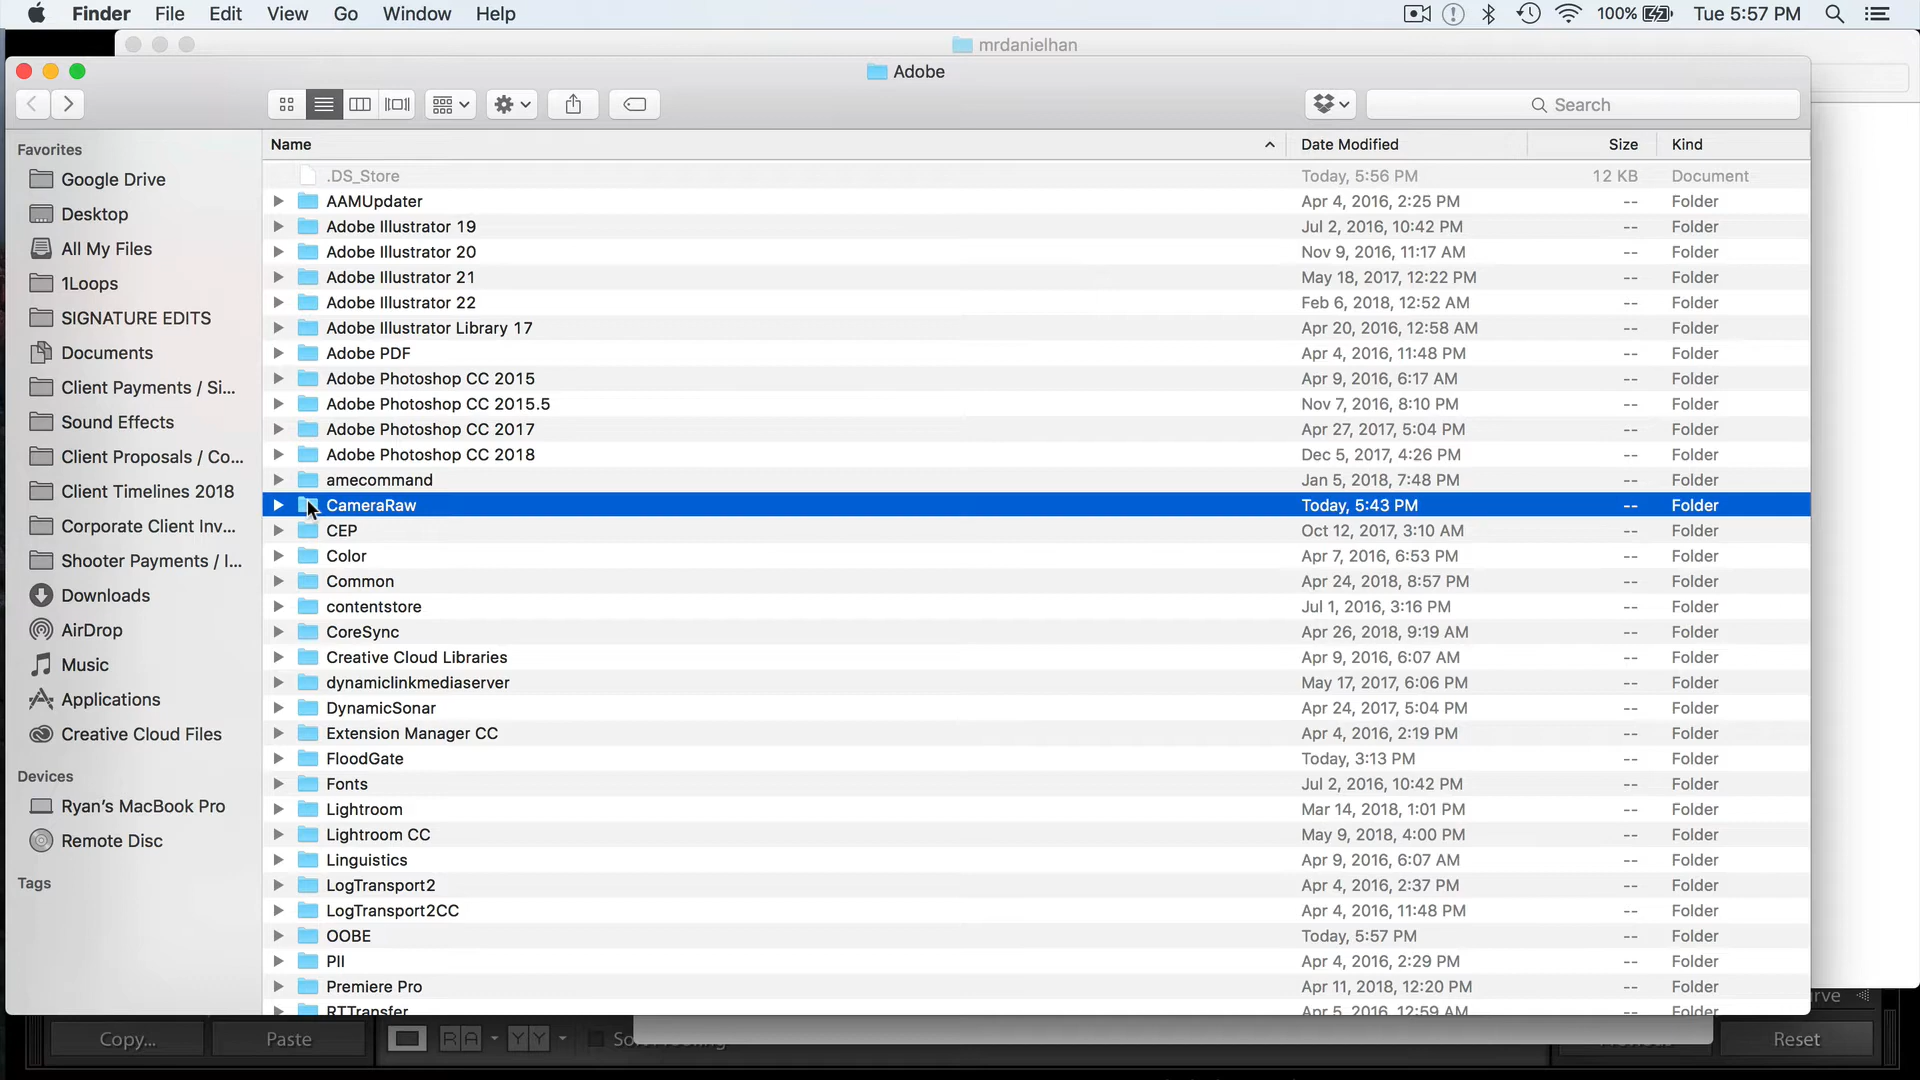 Finder File Edit View Go Window Help 100% Tue 5:57 PM
mrdanielhan
Adobe
Search
Favorites
Google Drive
Desktop
All My Files
1Loops
SIGNATURE EDITS
Documents
Client Payments / Si...
Sound Effects
Client Proposals / Co...
Client Timelines 2018
Corporate Client Inv...
Shooter Payments / I...
Downloads
AirDrop
Music
Applications
Creative Cloud Files
Devices
Ryan's MacBook Pro
Remote Disc
Tags
Name Date Modified Size Kind
.DS_Store Today, 5:56 PM 12 KB Document
AAMUpdater Apr 4, 2016, 2:25 PM -- Folder
Adobe Illustrator 19 Jul 2, 2016, 10:42 PM -- Folder
Adobe Illustrator 20 Nov 9, 2016, 11:17 AM -- Folder
Adobe Illustrator 21 May 18, 2017, 12:22 PM -- Folder
Adobe Illustrator 22 Feb 6, 2018, 12:52 AM -- Folder
Adobe Illustrator Library 17 Apr 20, 2016, 12:58 AM -- Folder
Adobe PDF Apr 4, 2016, 11:48 PM -- Folder
Adobe Photoshop CC 2015 Apr 9, 2016, 6:17 AM -- Folder
Adobe Photoshop CC 2015.5 Nov 7, 2016, 8:10 PM -- Folder
Adobe Photoshop CC 2017 Apr 27, 2017, 5:04 PM -- Folder
Adobe Photoshop CC 2018 Dec 5, 2017, 4:26 PM -- Folder
amecommand Jan 5, 2018, 7:48 PM -- Folder
CameraRaw Today, 5:43 PM -- Folder
CEP Oct 12, 2017, 3:10 AM -- Folder
Color Apr 7, 2016, 6:53 PM -- Folder
Common Apr 24, 2018, 8:57 PM -- Folder
contentstore Jul 1, 2016, 3:16 PM -- Folder
CoreSync Apr 26, 2018, 9:19 AM -- Folder
Creative Cloud Libraries Apr 9, 2016, 6:07 AM -- Folder
dynamiclinkmediaserver May 17, 2017, 6:06 PM -- Folder
DynamicSonar Apr 24, 2017, 5:04 PM -- Folder
Extension Manager CC Apr 4, 2016, 2:19 PM -- Folder
FloodGate Today, 3:13 PM -- Folder
Fonts Jul 2, 2016, 10:42 PM -- Folder
Lightroom Mar 14, 2018, 1:01 PM -- Folder
Lightroom CC May 9, 2018, 4:00 PM -- Folder
Linguistics Apr 9, 2016, 6:07 AM -- Folder
LogTransport2 Apr 4, 2016, 2:37 PM -- Folder
LogTransport2CC Apr 4, 2016, 11:48 PM -- Folder
OOBE Today, 5:57 PM -- Folder
PII Apr 4, 2016, 2:29 PM -- Folder
Premiere Pro Apr 11, 2018, 12:20 PM -- Folder
RTTransfer Apr 5, 2016, 12:59 AM -- Folder
Copy... Paste R A Y Y Reset